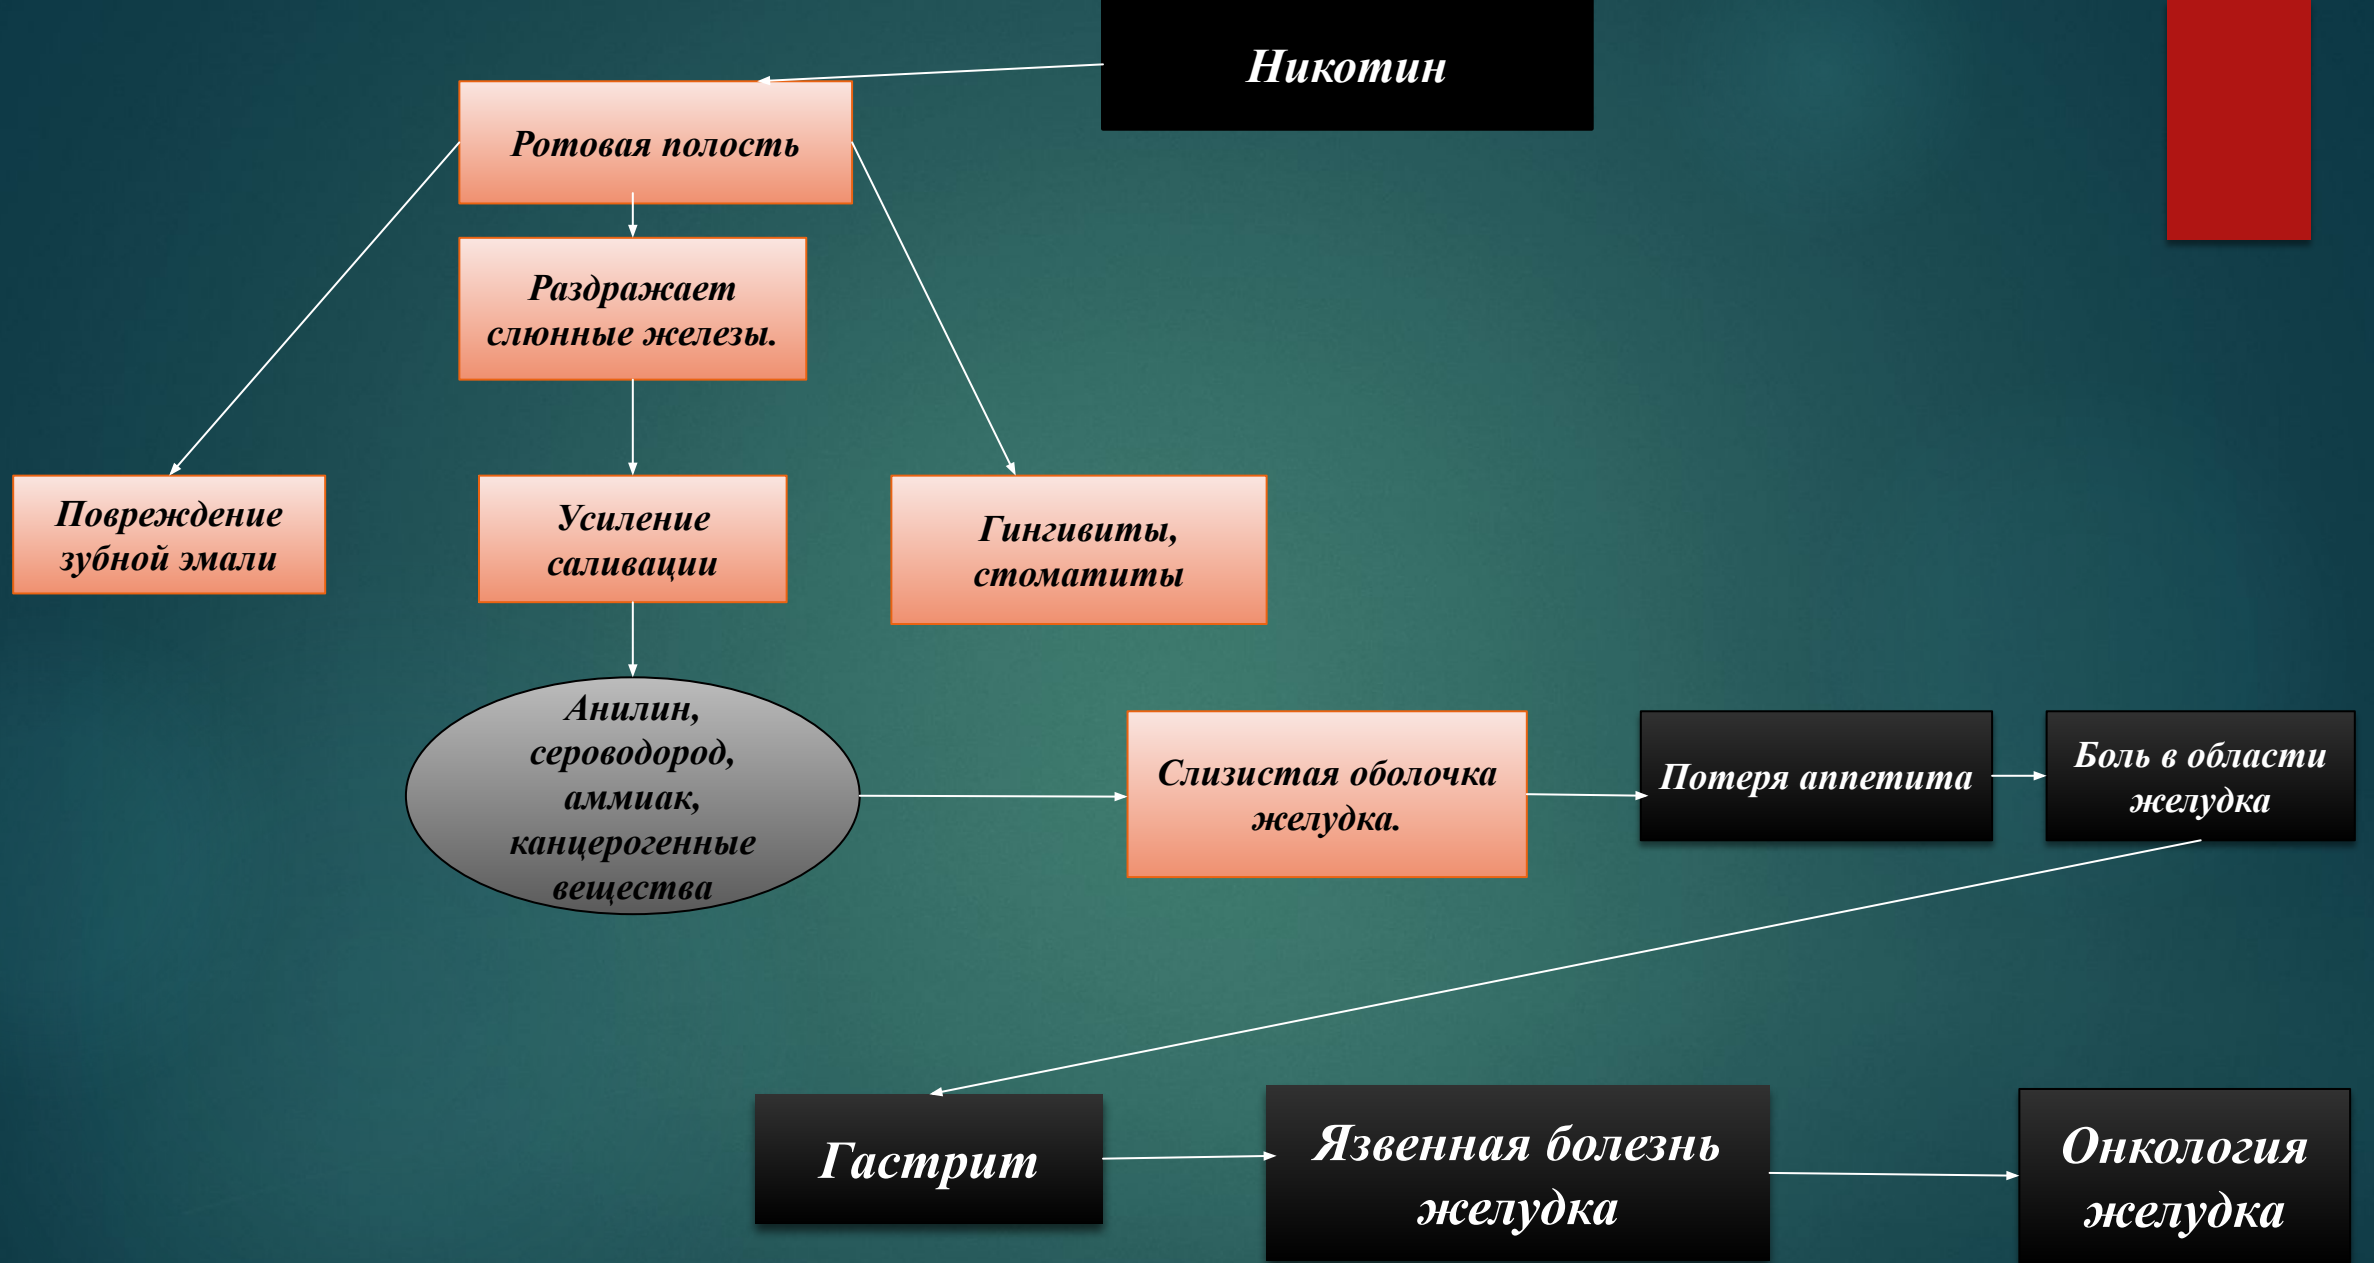 Никотин
Ротовая полость
Раздражает
слюнные железы.
Повреждение
зубной эмали
Усиление
саливации
Гингивиты,
стоматиты
Анилин,
сероводород,
аммиак,
канцерогенные
вещества
Слизистая оболочка
желудка.
Потеря аппетита
Боль в области
желудка
Гастрит
Язвенная болезнь
желудка
Онкология
желудка